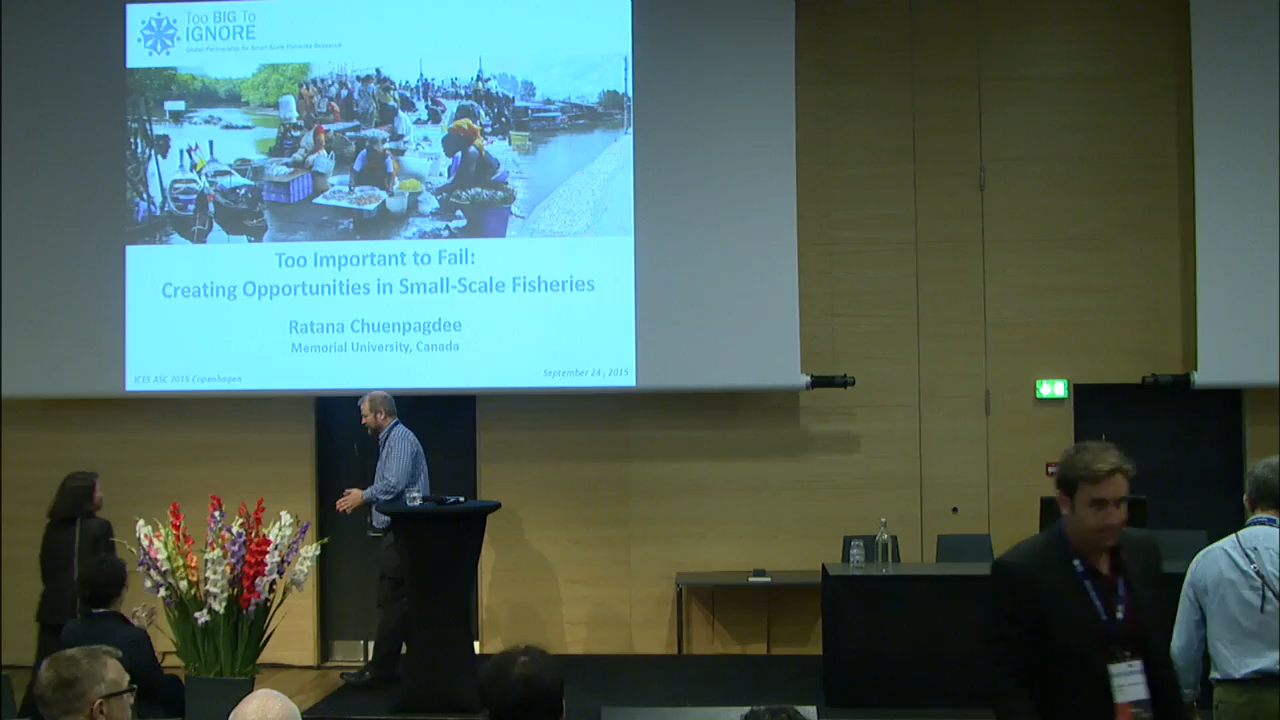 Too BIG To
IGNORE
Global Partnership for Small-Scale Fisheries Research
Too Important to Fail:
Creating Opportunities in Small-Scale Fisheries
Ratana Chuenpagdee
Memorial University, Canada
ICES ASC 2015 Copenhagen
September 24 , 2015